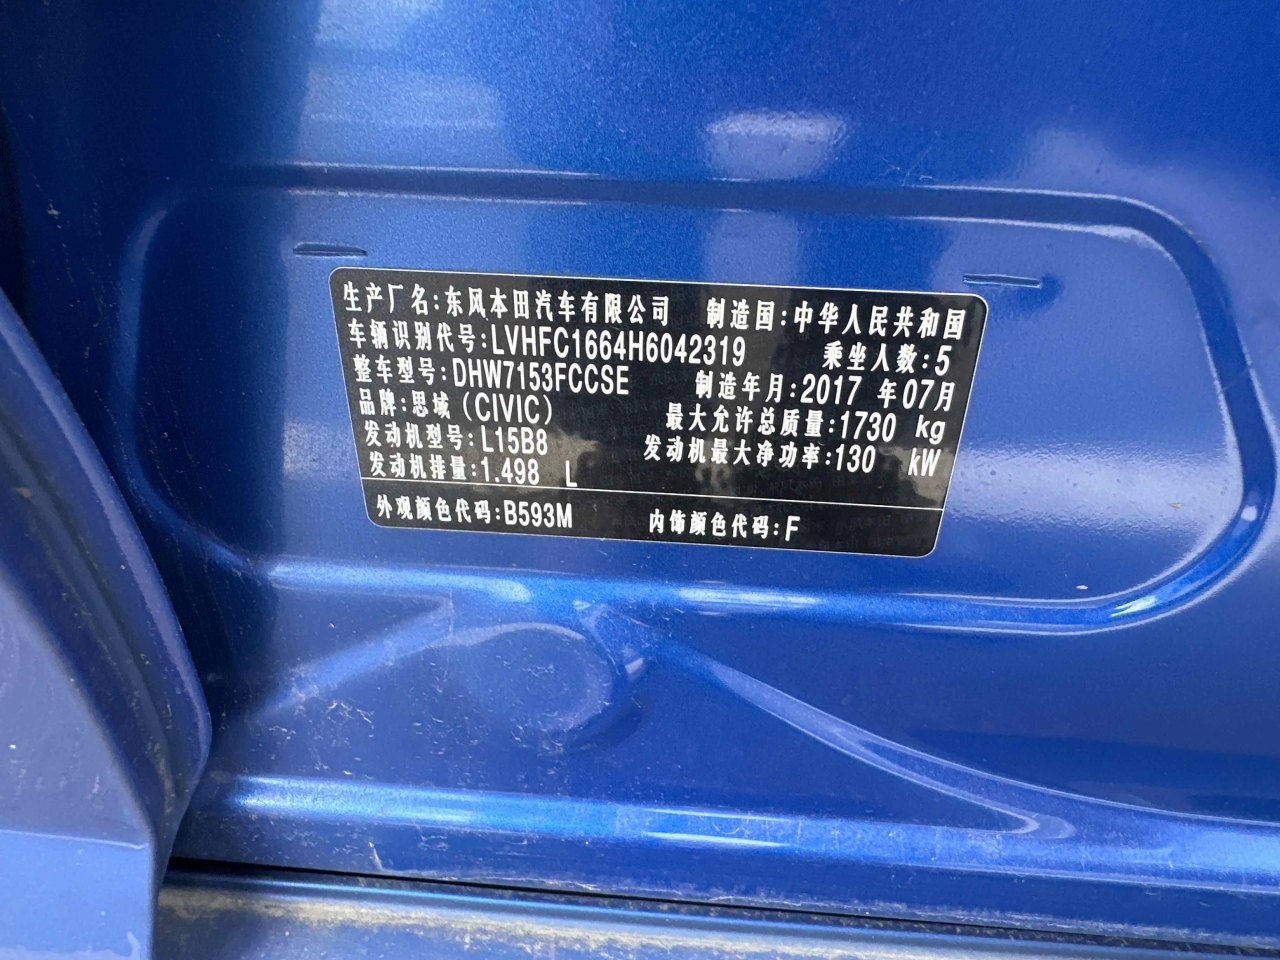 生产厂名:东风本田汽车有限公司 制造国:中华人民共和国
车辆识别代号:LVHFC1664H6042319 乘坐人数:5
整车型号:DHW7153FCCSE 制造年月:2017 年07月
品牌:思域(CIVIC) 最大允许总质量:1730 kg
发动机型号:L15B8 发动机最大净功率:130 kW
发动机排量:1.498 L
外观颜色代码:B593M 内饰颜色代码:F